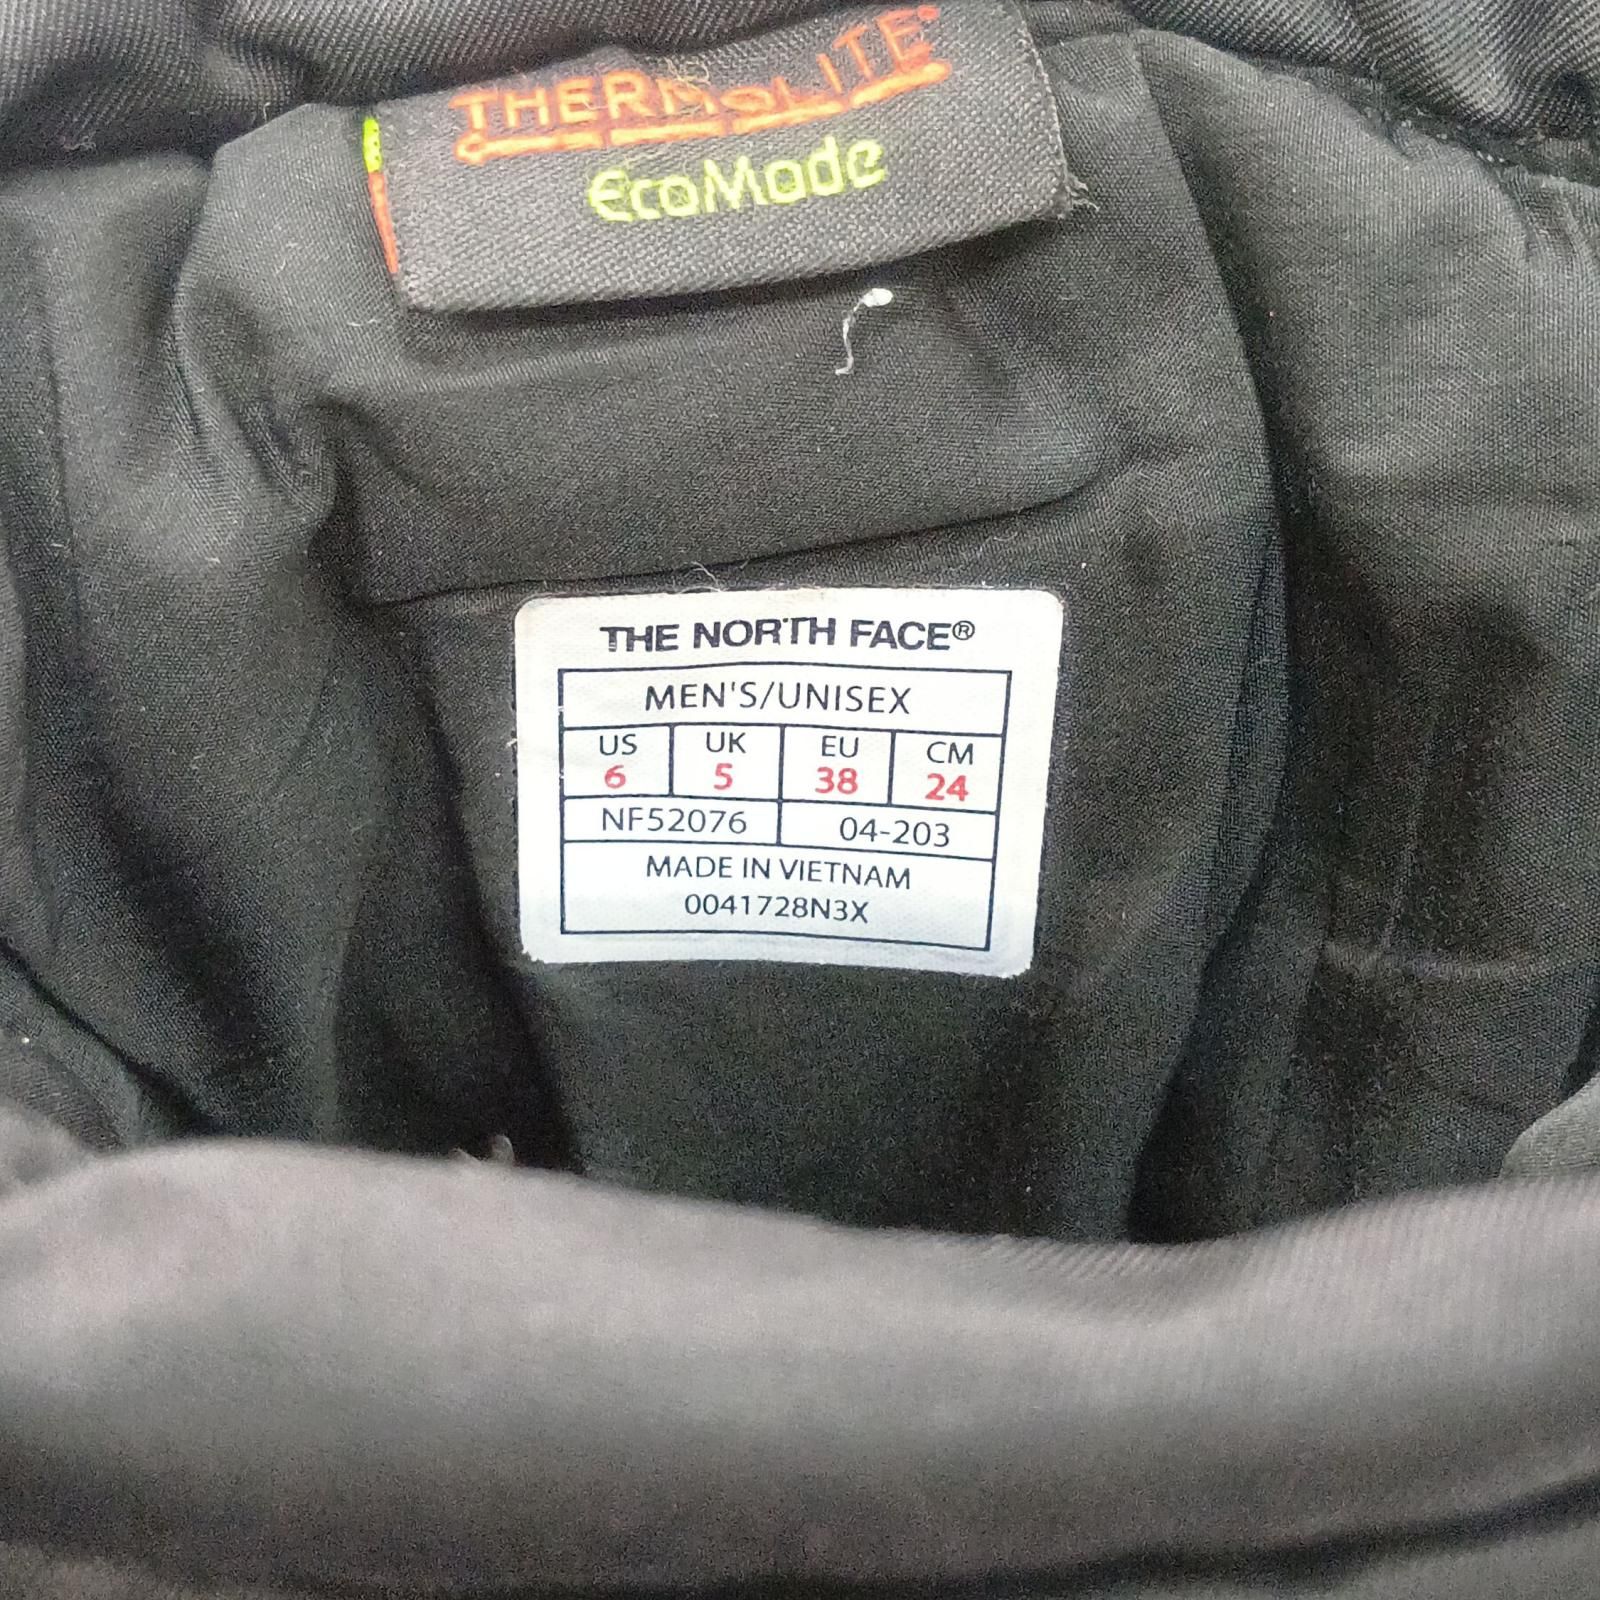 THERMOLITE®
EcoMode
THE NORTH FACE®
MEN'S/UNISEX
US UK EU CM
6 5 38 24
NF52076 04-203
MADE IN VIETNAM
0041728N3X